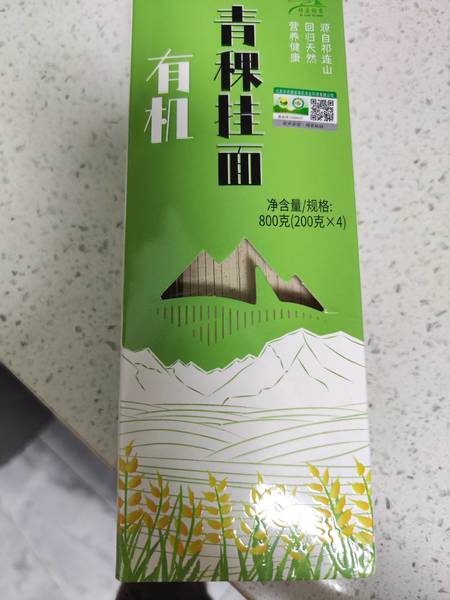 源自祁连山
回归天然
营养健康
青稞挂面
有机
净含量/规格:
800克(200克×4)